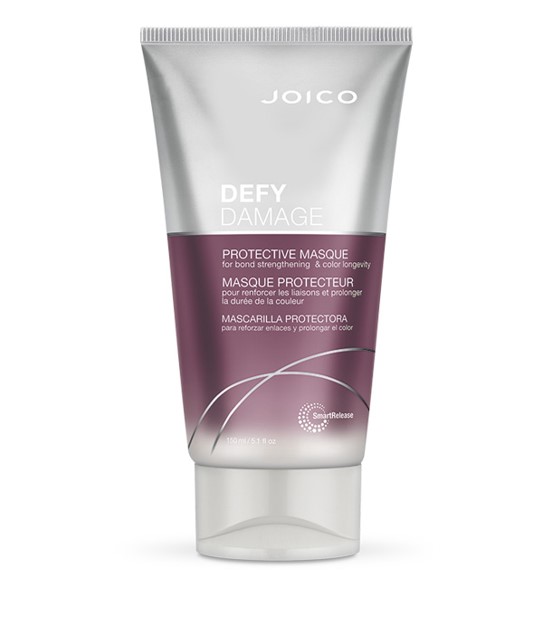 JOICO
DEFY
DAMAGE
PROTECTIVE MASQUE
for bond strengthening & color longevity
MASQUE PROTECTEUR
pour renforcer les liaisons et prolonger
la durée de la couleur
MASCARILLA PROTECTORA
para reforzar enlaces y prolongar el color
SmartRelease
150 ml / 5.1 fl oz